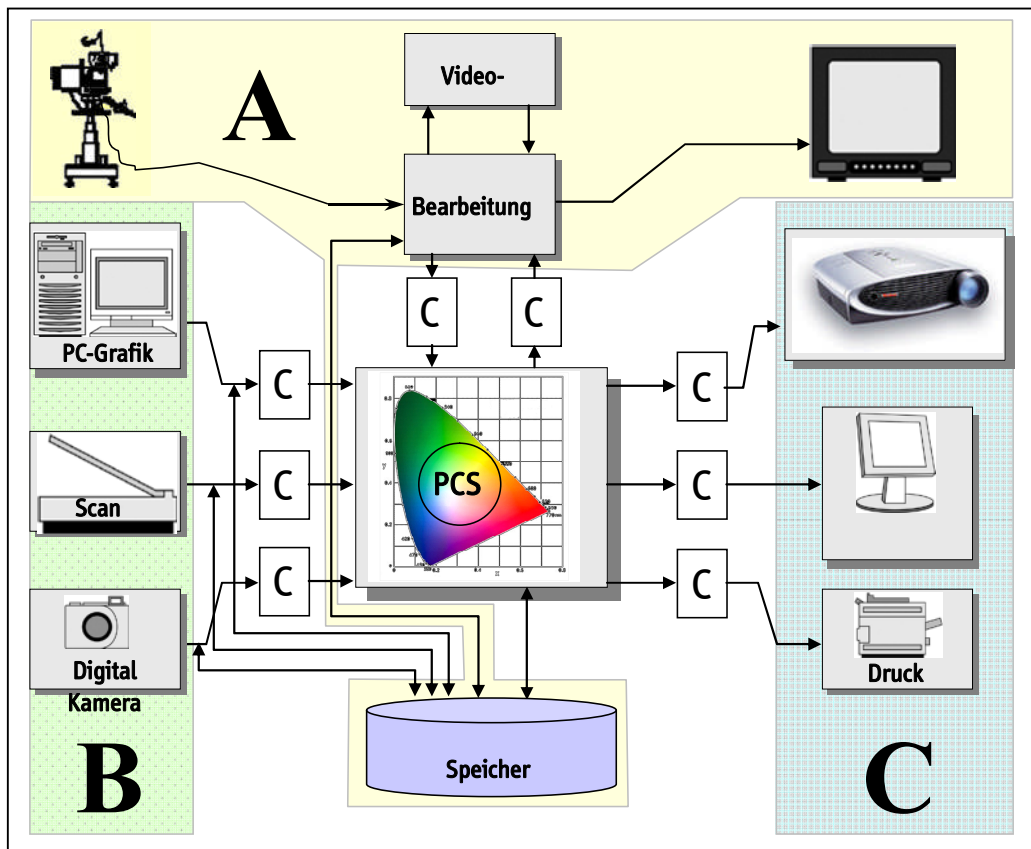 A
Video-
Bearbeitung
C
C
PC-Grafik
C
C
C
PCS
C
Scan
C
C
Digital
Kamera
Druck
Speicher
B
C